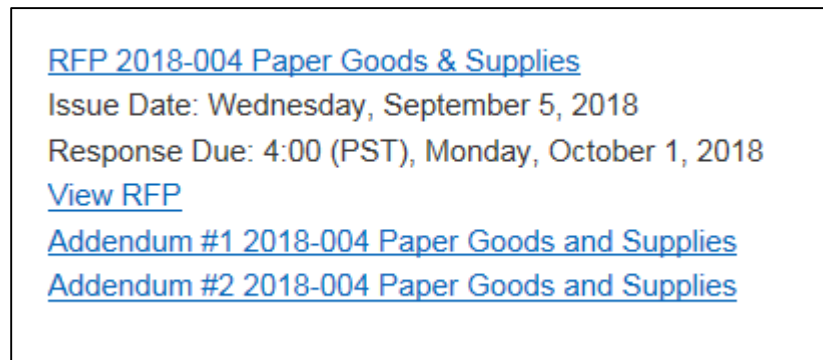 RFP 2018-004 Paper Goods & Supplies
Issue Date: Wednesday, September 5, 2018
Response Due: 4:00 (PST), Monday, October 1, 2018
View RFP
Addendum #1 2018-004 Paper Goods and Supplies
Addendum #2 2018-004 Paper Goods and Supplies